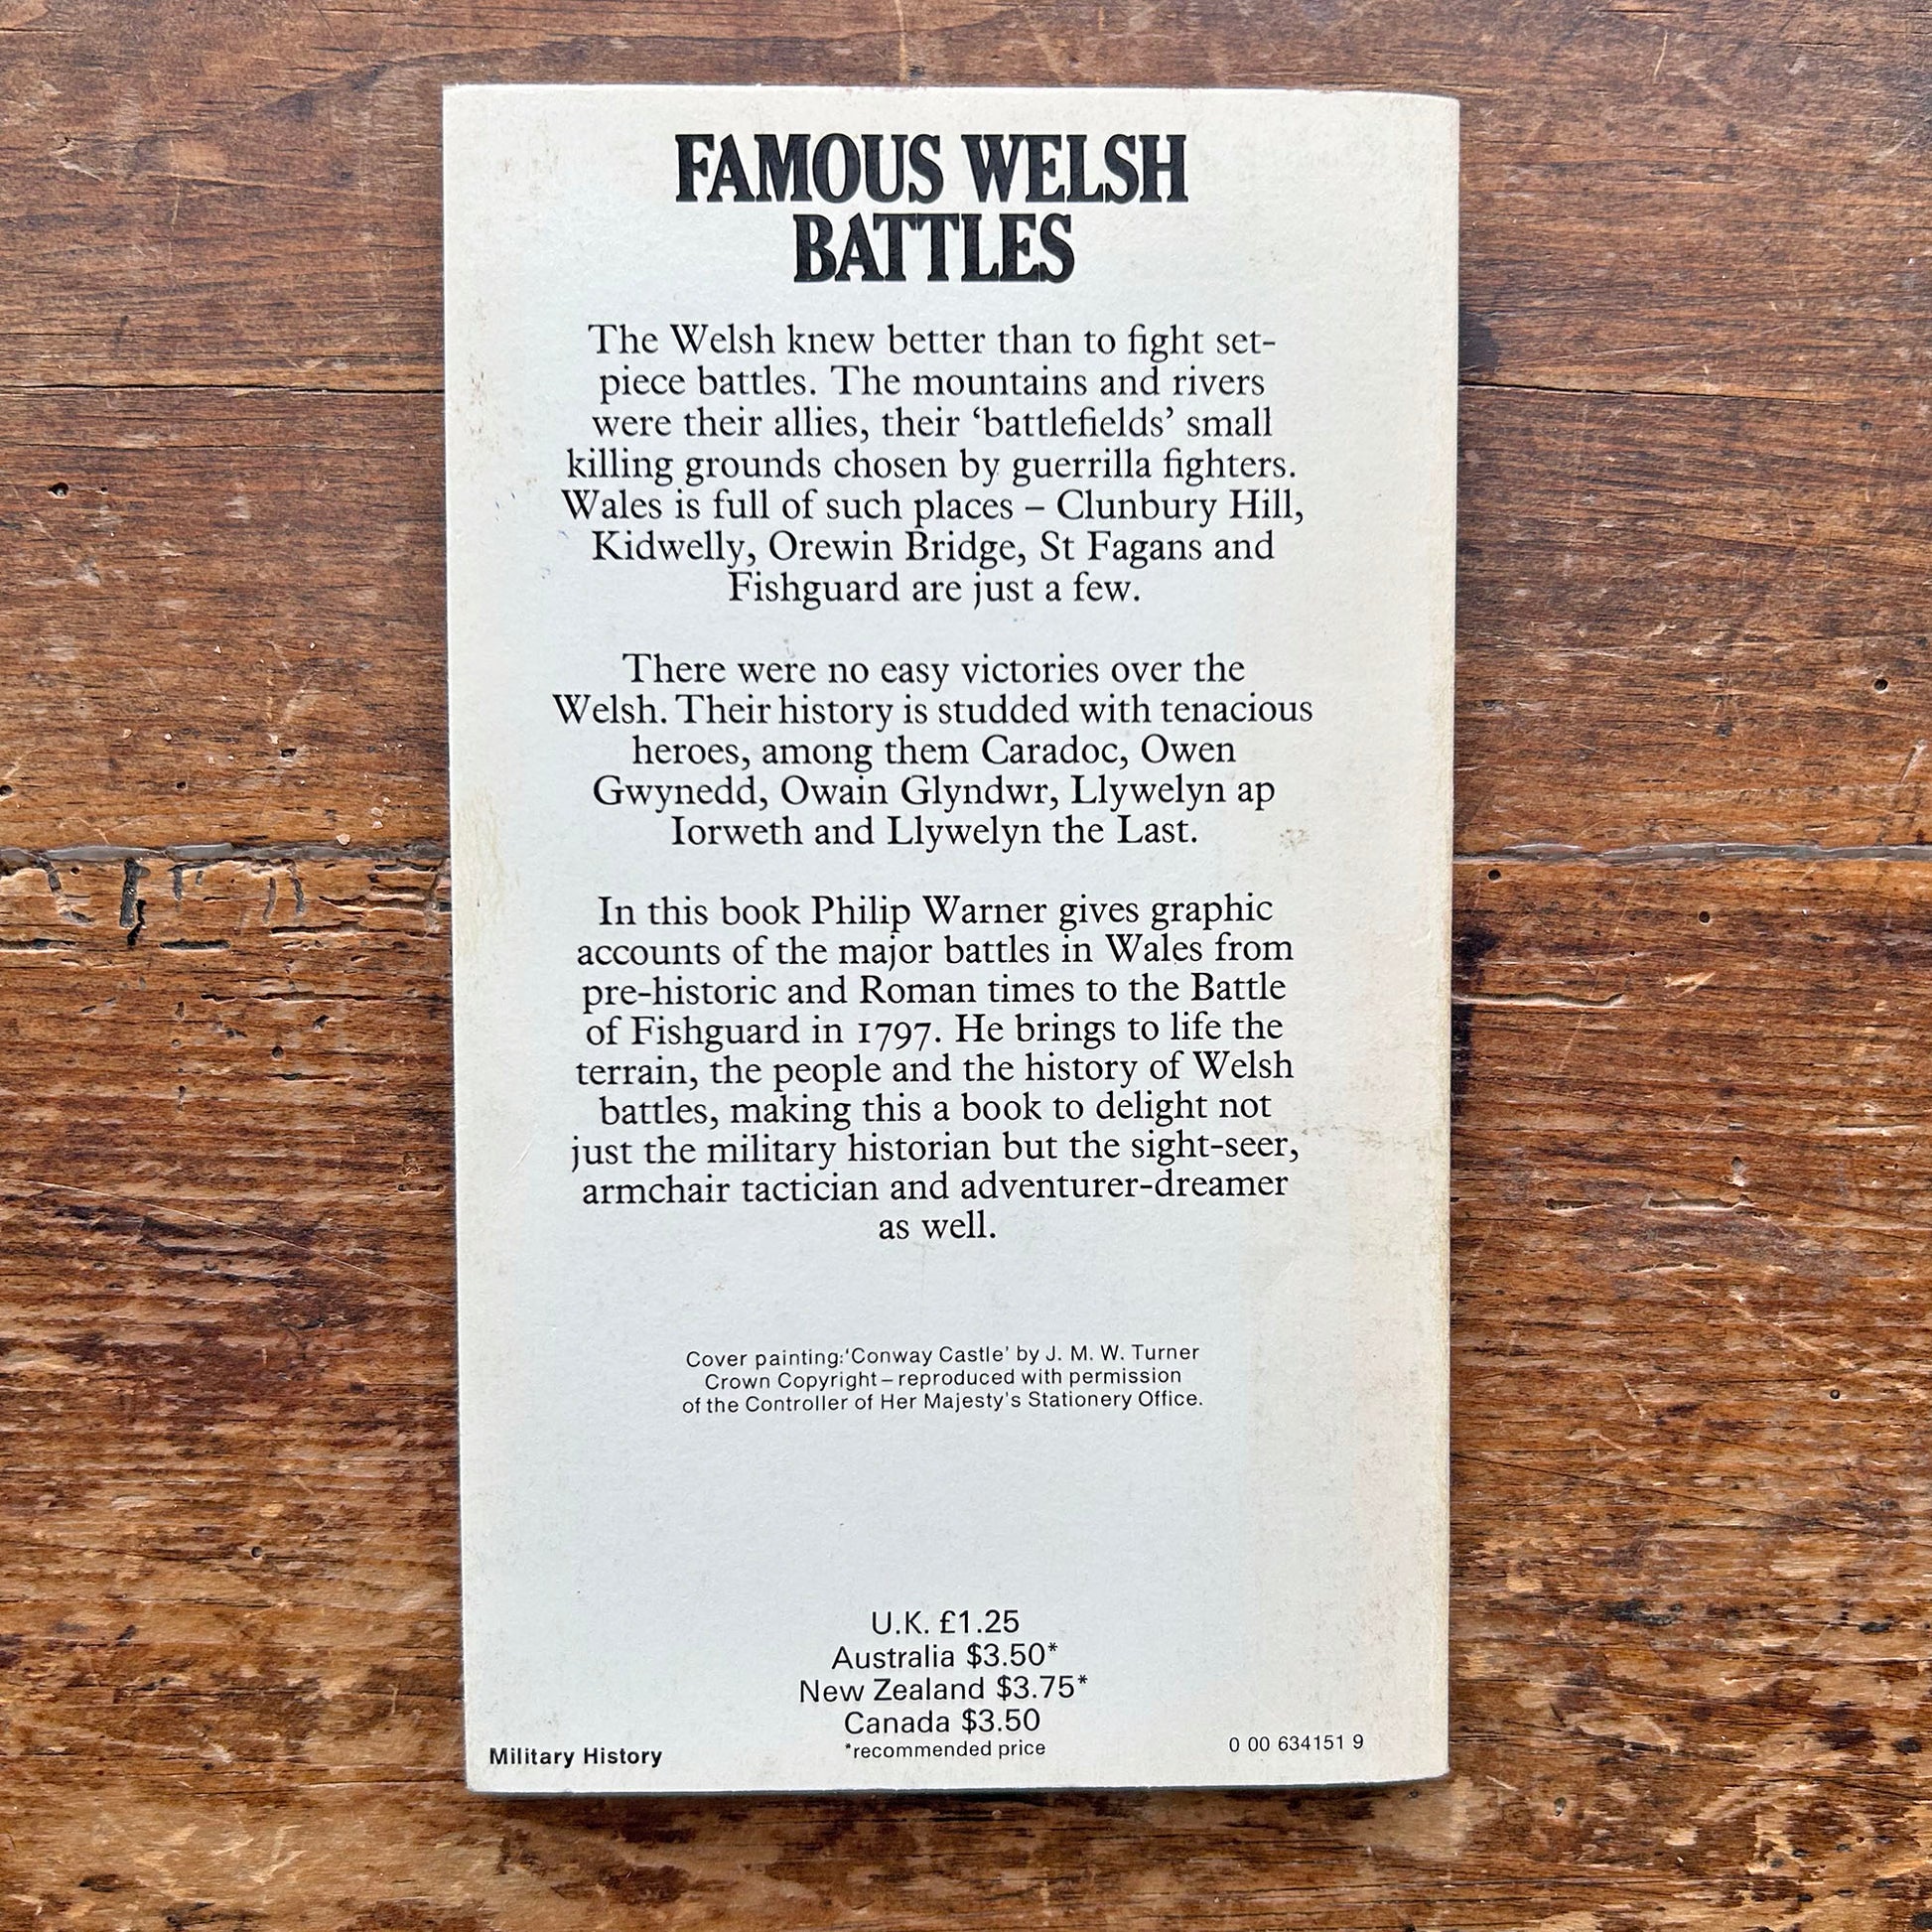 FAMOUS WELSH
BATTLES
The Welsh knew better than to fight set-
piece battles. The mountains and rivers
were their allies, their ‘battlefields’ small
killing grounds chosen by guerrilla fighters.
Wales is full of such places – Clunbury Hill,
Kidwelly, Orewin Bridge, St Fagans and
Fishguard are just a few.
There were no easy victories over the
Welsh. Their history is studded with tenacious
heroes, among them Caradoc, Owen
Gwynedd, Owain Glyndwr, Llywelyn ap
Iorweth and Llywelyn the Last.
In this book Philip Warner gives graphic
accounts of the major battles in Wales from
pre-historic and Roman times to the Battle
of Fishguard in 1797. He brings to life the
terrain, the people and the history of Welsh
battles, making this a book to delight not
just the military historian but the sight-seer,
armchair tactician and adventurer-dreamer
as well.
Cover painting: ‘Conway Castle’ by J. M. W. Turner
Crown Copyright – reproduced with permission
of the Controller of Her Majesty's Stationery Office.
U.K. £1.25
Australia $3.50*
New Zealand $3.75*
Canada $3.50
*recommended price
Military History
0 00 634151 9